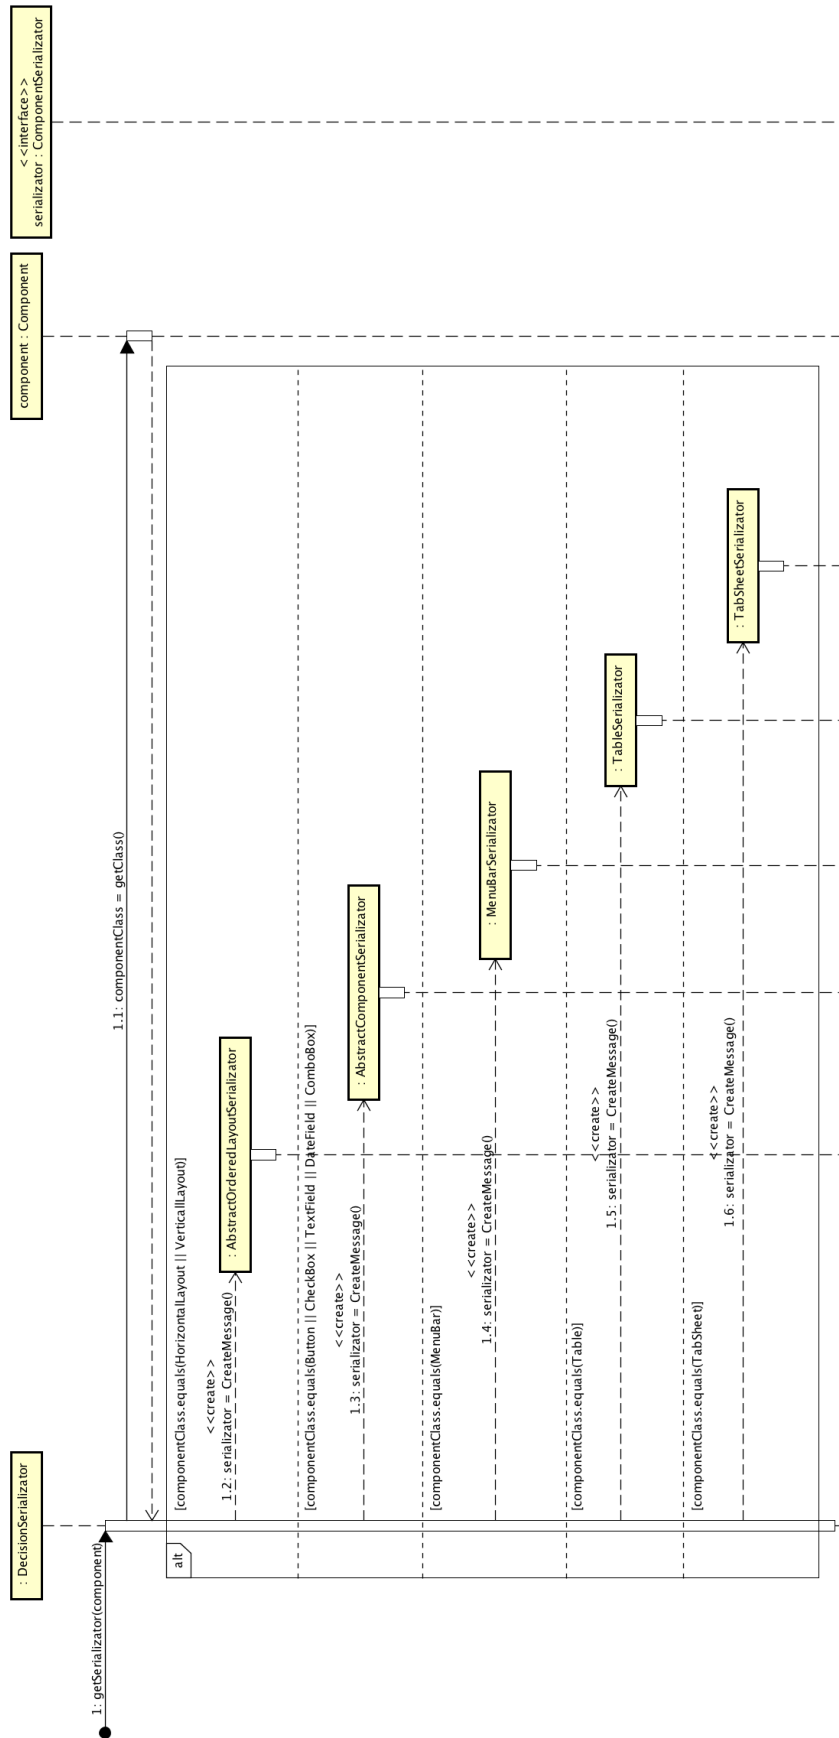 : DecisionSerializator
component : Component
<<interface>>
serializator : ComponentSerializator
1: getSerializator(component)
1.1: componentClass = getClass()
alt
[componentClass.equals(HorizontalLayout || VerticallLayout)]
<<create>>
1.2: serializator = CreateMessage()
: AbstractOrderedLayoutSerializator
[componentClass.equals(Button || CheckBox || TextField || DateField || ComboBox)]
<<create>>
1.3: serializator = CreateMessage()
: AbstractComponentSerializator
[componentClass.equals(MenuBar)]
<<create>>
1.4: serializator = CreateMessage()
: MenuBarSerializator
[componentClass.equals(Table)]
<<create>>
1.5: serializator = CreateMessage()
: TableSerializator
[componentClass.equals(TabSheet)]
<<create>>
1.6: serializator = CreateMessage()
: TabSheetSerializator